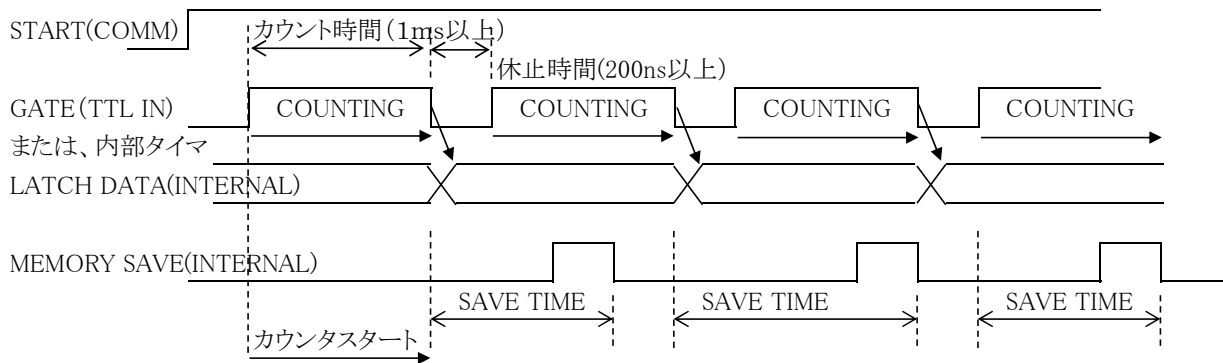 START(COMM)
カウント時間(1ms以上)
休止時間(200ns以上)
GATE(TTL IN)
COUNTING
COUNTING
COUNTING
COUNTING
または、内部タイマ
LATCH DATA(INTERNAL)
MEMORY SAVE(INTERNAL)
SAVE TIME
SAVE TIME
SAVE TIME
カウンタスタート